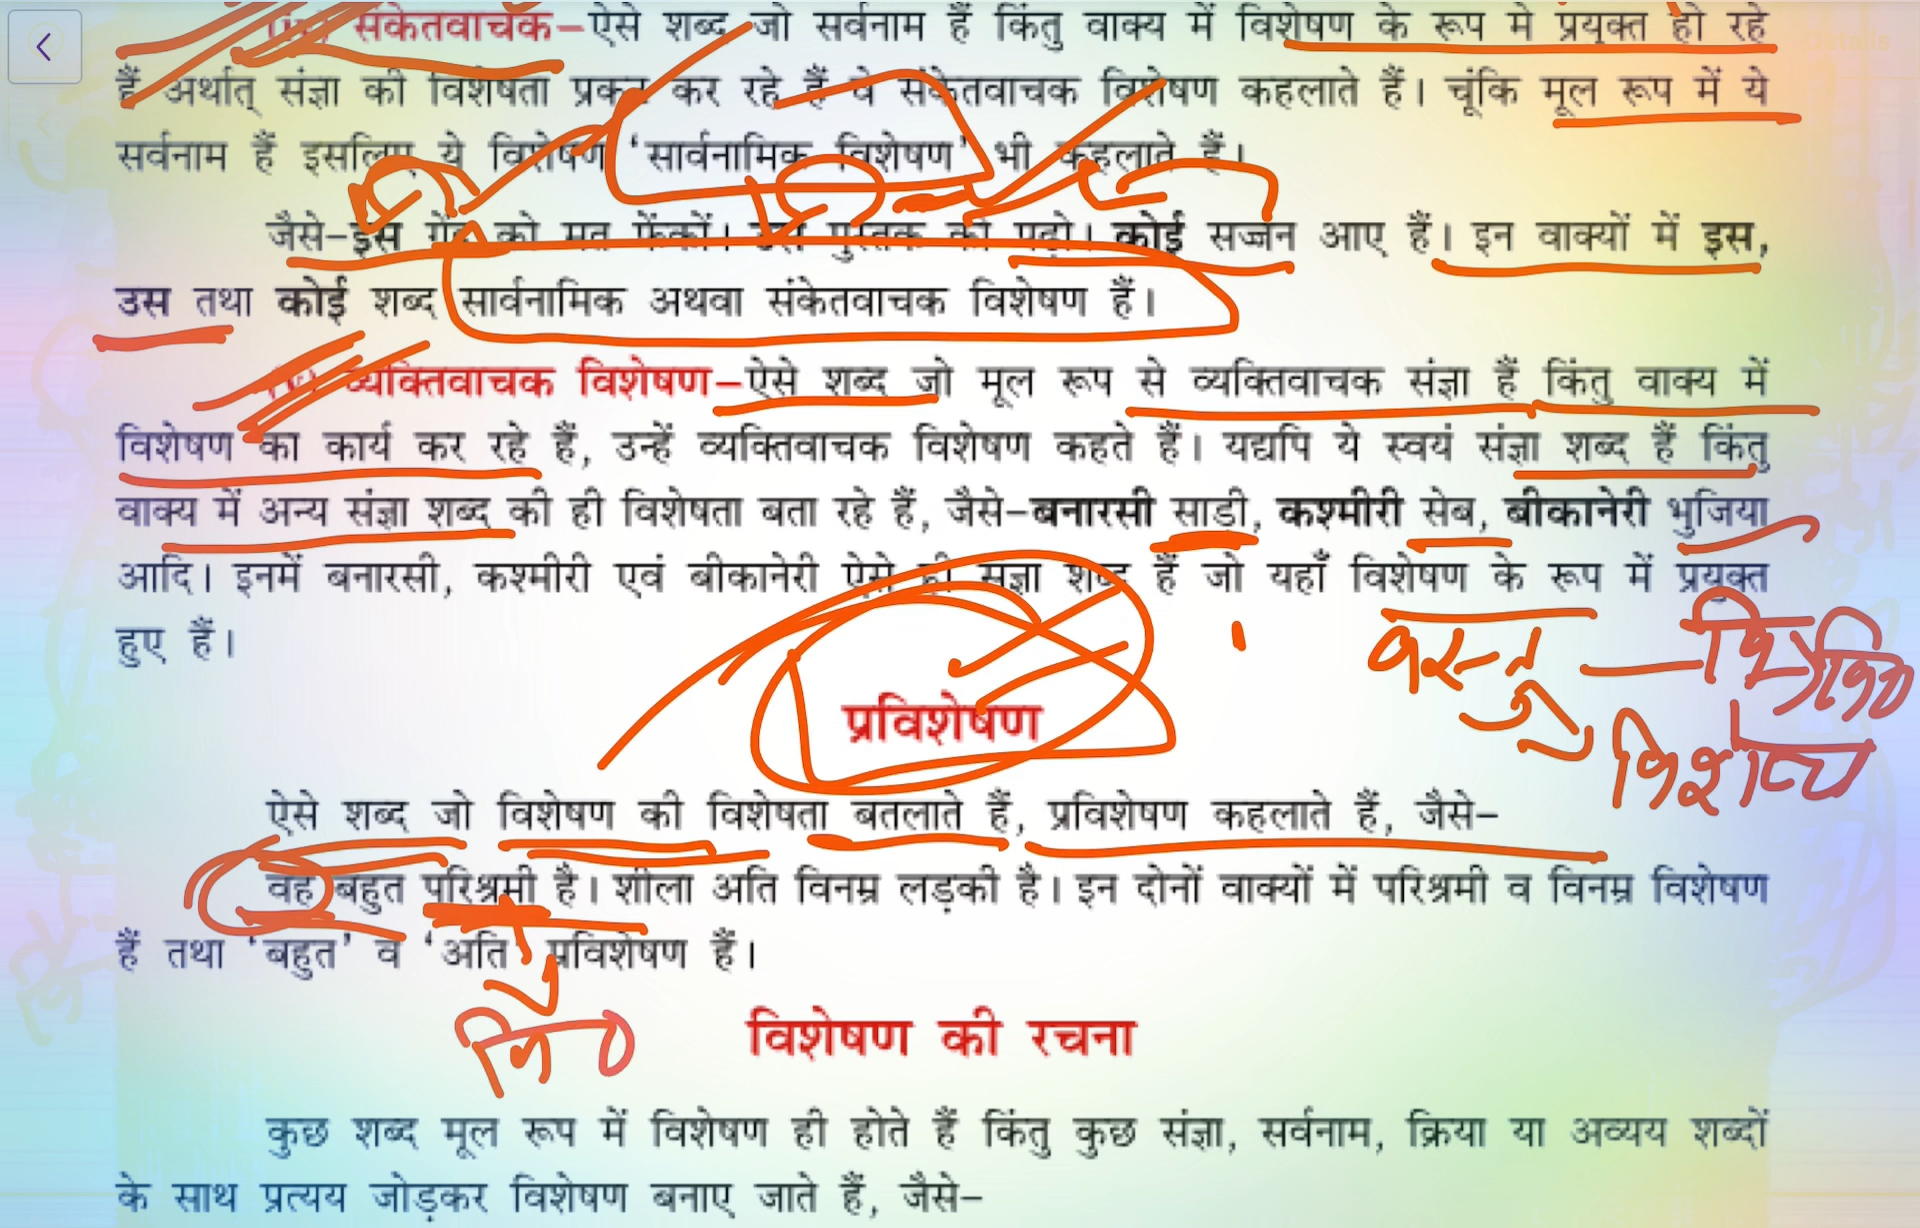 (iv) संकेतवाचक–ऐसे शब्द जो सर्वनाम हैं किंतु वाक्य में विशेषण के रूप मे प्रयुक्त हो रहे
हैं अर्थात् संज्ञा की विशेषता प्रकट कर रहे हैं वे संकेतवाचक विशेषण कहलाते हैं। चूंकि मूल रूप में ये
सर्वनाम हैं इसलिए ये विशेषण ‘सार्वनामिक विशेषण’ भी कहलाते हैं।
जैसे–इस गेंद को मत फेंकों। उस पुस्तक को पढ़ो। कोई सज्जन आए हैं। इन वाक्यों में इस,
उस तथा कोई शब्द सार्वनामिक अथवा संकेतवाचक विशेषण हैं।
(v) व्यक्तिवाचक विशेषण–ऐसे शब्द जो मूल रूप से व्यक्तिवाचक संज्ञा हैं किंतु वाक्य में
विशेषण का कार्य कर रहे हैं, उन्हें व्यक्तिवाचक विशेषण कहते हैं। यद्यपि ये स्वयं संज्ञा शब्द हैं किंतु
वाक्य में अन्य संज्ञा शब्द की ही विशेषता बता रहे हैं, जैसे–बनारसी साड़ी, कश्मीरी सेब, बीकानेरी भुजिया
आदि। इनमें बनारसी, कश्मीरी एवं बीकानेरी ऐसे ही संज्ञा शब्द हैं जो यहाँ विशेषण के रूप में प्रयुक्त
हुए हैं।
वस्तु
विशेष्य
प्रविशेषण
ऐसे शब्द जो विशेषण की विशेषता बतलाते हैं, प्रविशेषण कहलाते हैं, जैसे–
वह बहुत परिश्रमी है। शीला अति विनम्र लड़की है। इन दोनों वाक्यों में परिश्रमी व विनम्र विशेषण
हैं तथा ‘बहुत’ व ‘अति’ प्रविशेषण हैं।
वि०
विशेषण की रचना
कुछ शब्द मूल रूप में विशेषण ही होते हैं किंतु कुछ संज्ञा, सर्वनाम, क्रिया या अव्यय शब्दों
के साथ प्रत्यय जोड़कर विशेषण बनाए जाते हैं, जैसे–